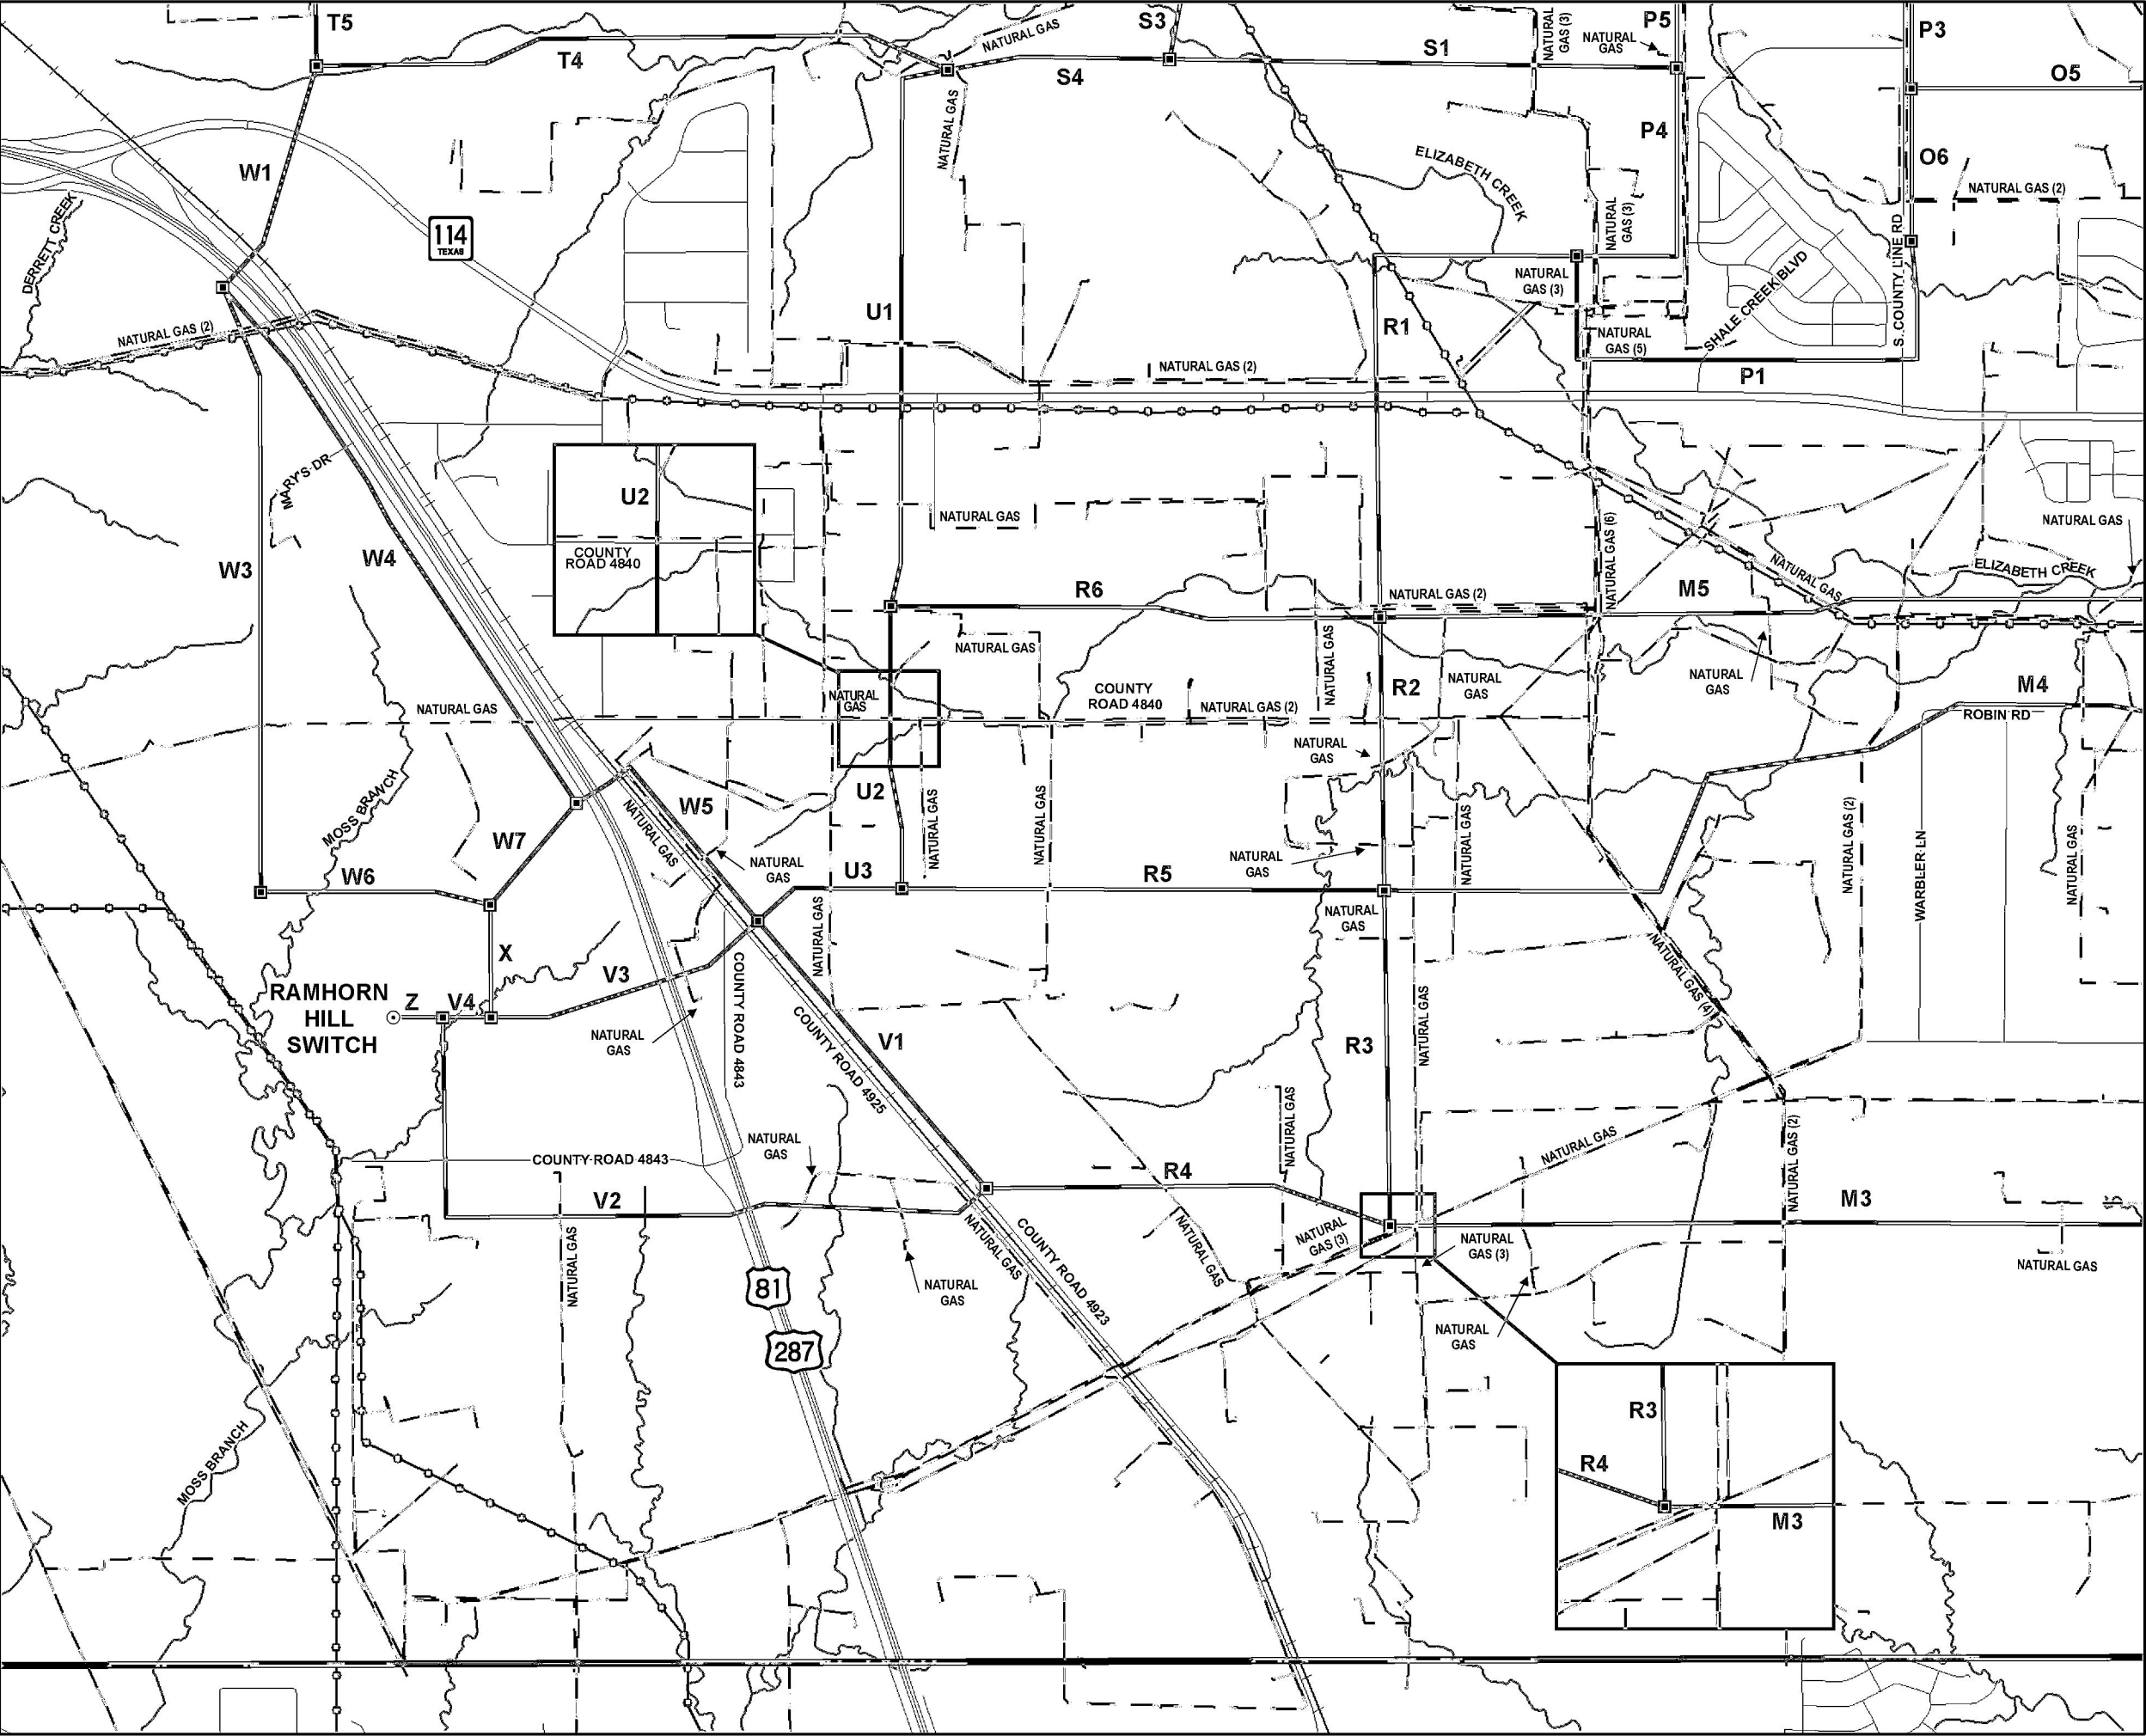 T5
T4
NATURAL GAS
S3
S4
S1
NATURAL
GAS (3)
NATURAL
GAS
P5
P3
O5
W1
NATURAL GAS
P4
O6
ELIZABETH CREEK
NATURAL GAS (2)
DERRETT CREEK
114
TEXAS
NATURAL
GAS (3)
S. COUNTY LINE RD
SHALE CREEK BLVD
NATURAL
GAS (3)
NATURAL GAS (2)
U1
R1
NATURAL
GAS (5)
NATURAL GAS (2)
P1
MARY'S DR
U2
COUNTY
ROAD 4840
NATURAL GAS
NATURAL GAS (6)
NATURAL GAS
W3
W4
R6
NATURAL GAS (2)
M5
NATURAL GAS
ELIZABETH CREEK
NATURAL GAS
NATURAL GAS
NATURAL
GAS
R2
NATURAL
GAS
NATURAL
GAS
M4
ROBIN RD
COUNTY
ROAD 4840
NATURAL GAS
NATURAL GAS (2)
NATURAL
GAS
MOSS BRANCH
W5
U2
NATURAL GAS
NATURAL GAS
NATURAL GAS
NATURAL GAS
NATURAL GAS (2)
WARBLER LN
NATURAL GAS
W7
NATURAL
GAS
NATURAL
GAS
W6
U3
R5
NATURAL
GAS
NATURAL GAS
X
V3
COUNTY ROAD 4843
NATURAL GAS (4)
RAMHORN
HILL
SWITCH
Z
V4
NATURAL
GAS
COUNTY ROAD 4925
V1
R3
NATURAL GAS
NATURAL GAS
NATURAL
GAS
NATURAL GAS
NATURAL GAS (2)
COUNTY ROAD 4843
V2
R4
M3
NATURAL GAS
NATURAL GAS
COUNTY ROAD 4923
NATURAL GAS
NATURAL
GAS (3)
NATURAL
GAS (3)
NATURAL GAS
81
NATURAL
GAS
287
NATURAL
GAS
MOSS BRANCH
R3
R4
M3